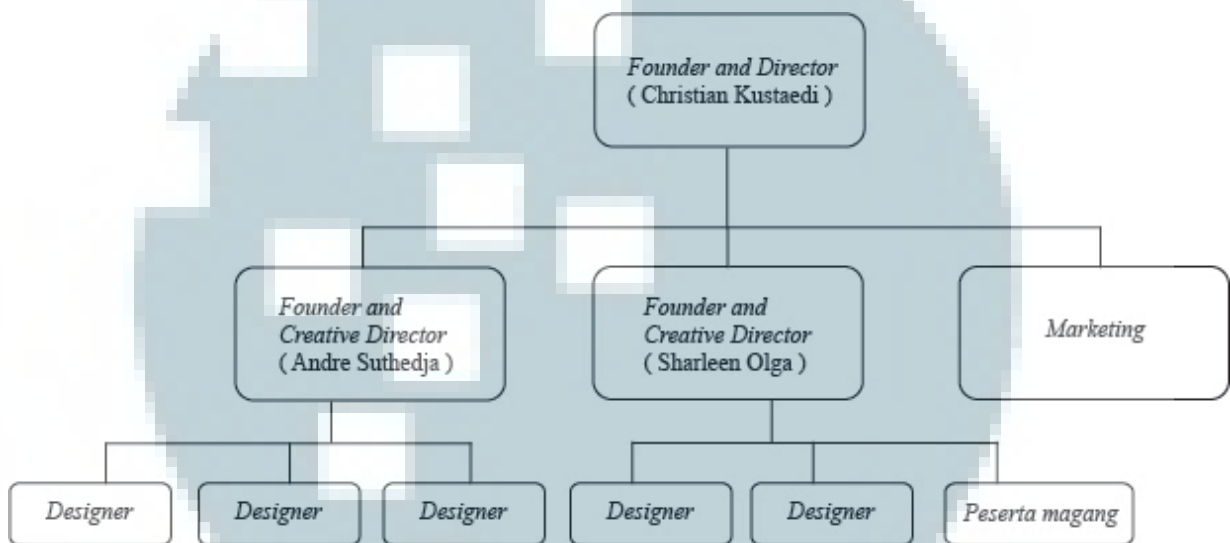 Founder and Director
( Christian Kustaedi )
Founder and
Creative Director
( Andre Suthedja )
Founder and
Creative Director
( Sharleen Olga )
Marketing
Designer
Designer
Designer
Designer
Designer
Peserta magang